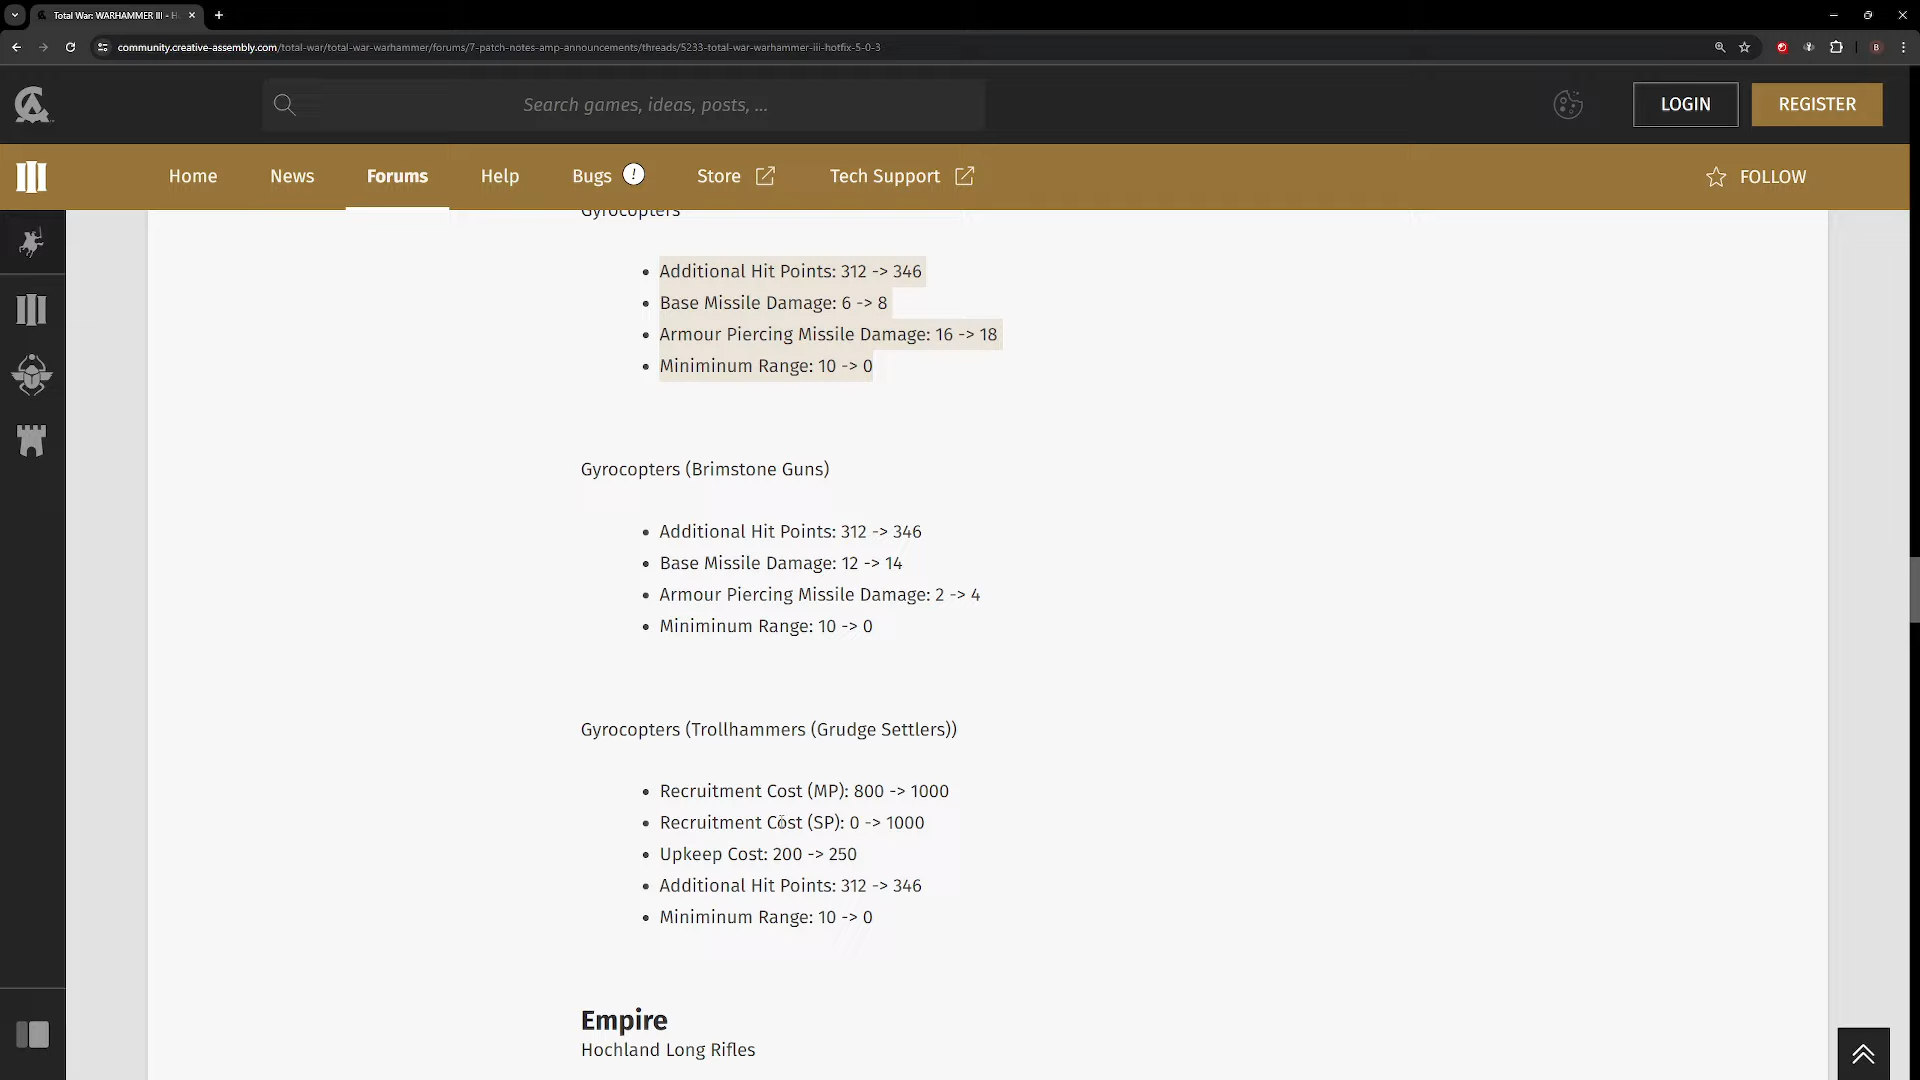 Total War: WARHAMMER III - H
community.creative-assembly.com/total-war/total-war-warhammer/forums/7-patch-notes-amp-announcements/threads/5233-total-war-warhammer-iii-hotfix-5-0-3
B
Search games, ideas, posts, ...
LOGIN
REGISTER
Home
News
Forums
Help
Bugs
!
Store
Tech Support
FOLLOW
Gyrocopters
• Additional Hit Points: 312 -> 346
• Base Missile Damage: 6 -> 8
• Armour Piercing Missile Damage: 16 -> 18
• Miniminum Range: 10 -> 0
Gyrocopters (Brimstone Guns)
• Additional Hit Points: 312 -> 346
• Base Missile Damage: 12 -> 14
• Armour Piercing Missile Damage: 2 -> 4
• Miniminum Range: 10 -> 0
Gyrocopters (Trollhammers (Grudge Settlers))
• Recruitment Cost (MP): 800 -> 1000
• Recruitment Cost (SP): 0 -> 1000
• Upkeep Cost: 200 -> 250
• Additional Hit Points: 312 -> 346
• Miniminum Range: 10 -> 0
Empire
Hochland Long Rifles